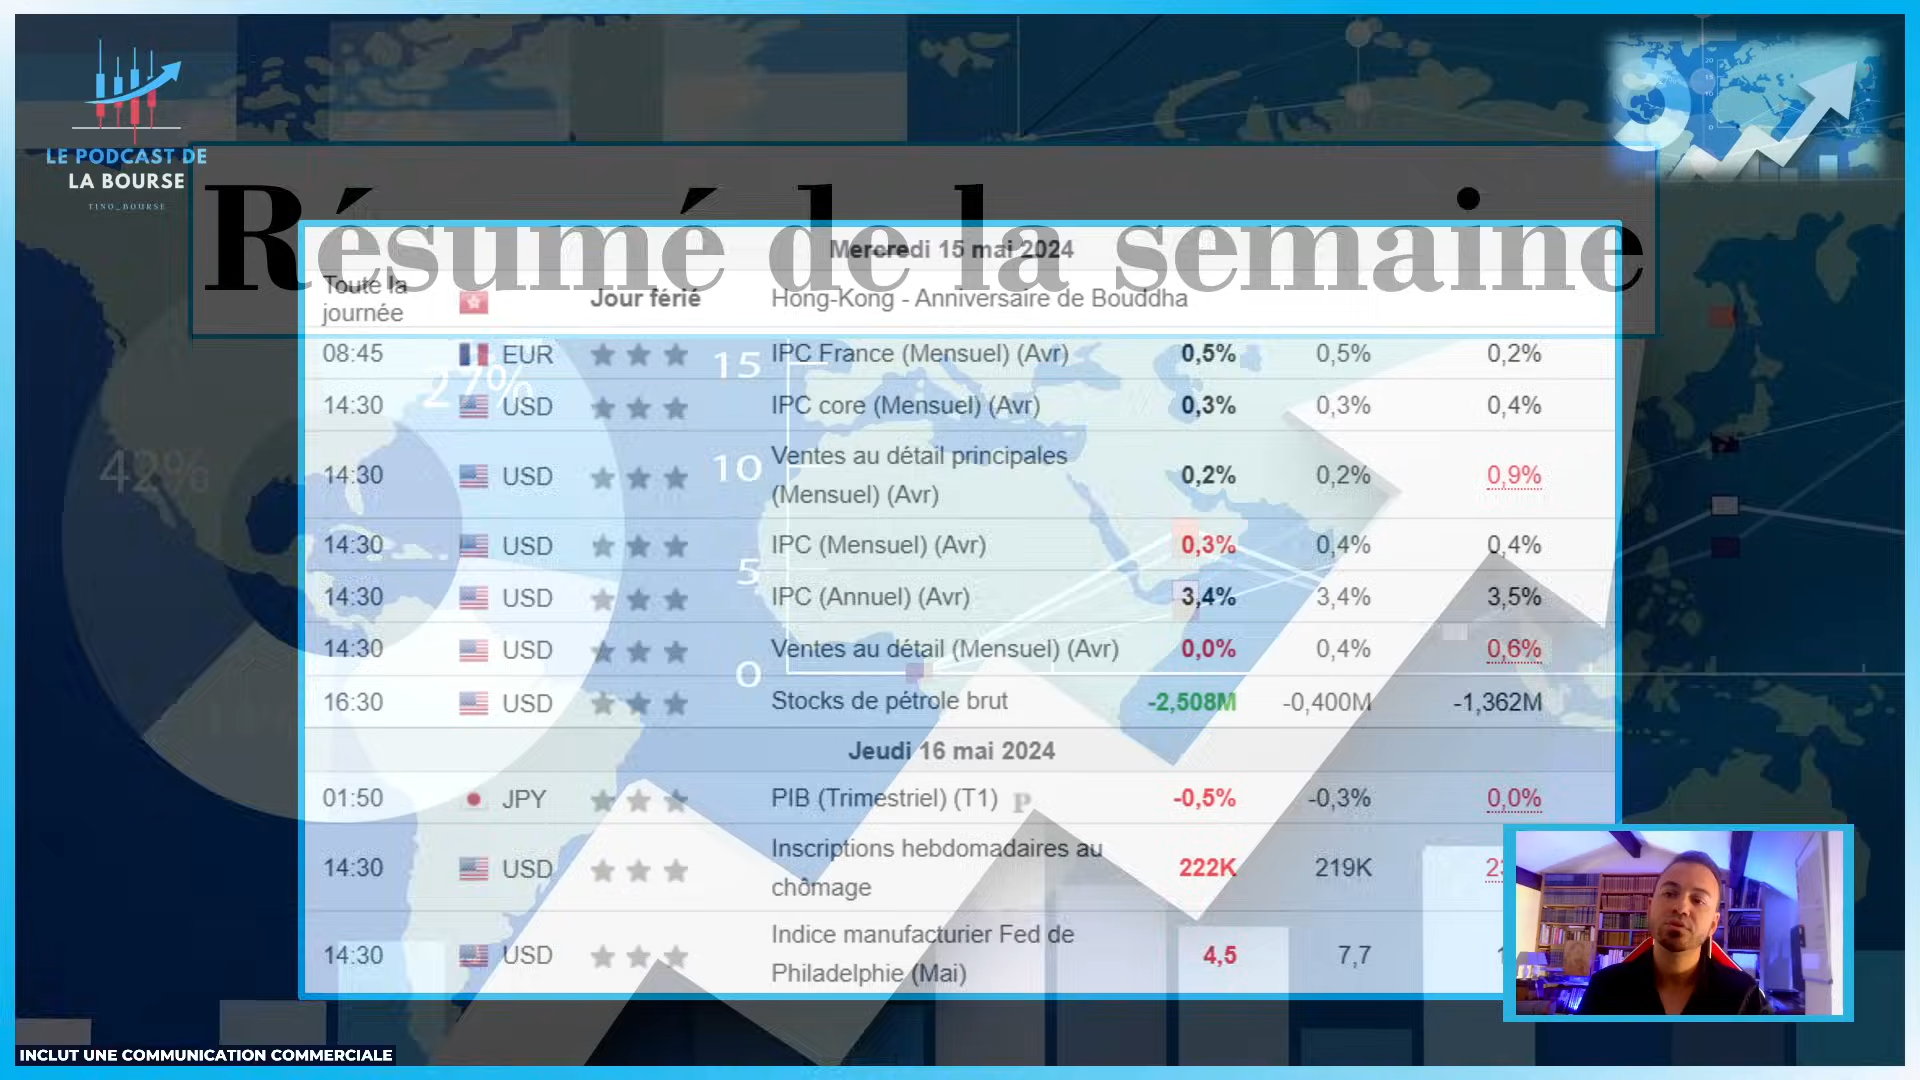 LE PODCAST DE
LA BOURSE
TINO_BOURSE
Résumé de la semaine
Mercredi 15 mai 2024
Toute la
journée
Jour férié
Hong-Kong - Anniversaire de Bouddha
08:45 EUR IPC France (Mensuel) (Avr) 0,5% 0,5% 0,2%
14:30 USD IPC core (Mensuel) (Avr) 0,3% 0,3% 0,4%
14:30 USD Ventes au détail principales
(Mensuel) (Avr) 0,2% 0,2% 0,9%
14:30 USD IPC (Mensuel) (Avr) 0,3% 0,4% 0,4%
14:30 USD IPC (Annuel) (Avr) 3,4% 3,4% 3,5%
14:30 USD Ventes au détail (Mensuel) (Avr) 0,0% 0,4% 0,6%
16:30 USD Stocks de pétrole brut -2,508M -0,400M -1,362M
Jeudi 16 mai 2024
01:50 JPY PIB (Trimestriel) (T1) P -0,5% -0,3% 0,0%
14:30 USD Inscriptions hebdomadaires au
chômage 222K 219K
14:30 USD Indice manufacturier Fed de
Philadelphie (Mai) 4,5 7,7
27%
42%
15
10
5
0
INCLUT UNE COMMUNICATION COMMERCIALE